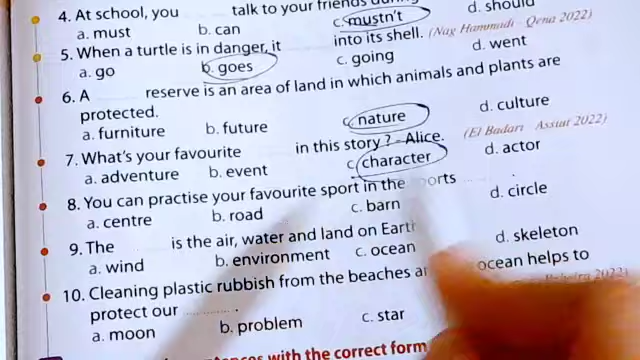 4. At school, you talk to your friends during
a. must b. can c. mustn't d. should
5. When a turtle is in danger, it into its shell. (Nag Hammadi - Qena 2022)
a. go b. goes c. going d. went
6. A reserve is an area of land in which animals and plants are
protected.
a. furniture b. future c. nature d. culture
7. What's your favourite in this story? - Alice. (El Badari - Assiut 2022)
a. adventure b. event c. character d. actor
8. You can practise your favourite sport in the sports .
a. centre b. road c. barn d. circle
9. The is the air, water and land on Earth
a. wind b. environment c. ocean d. skeleton
10. Cleaning plastic rubbish from the beaches ocean helps to
protect our ............ . 2022)
a. moon b. problem c. star
with the correct form